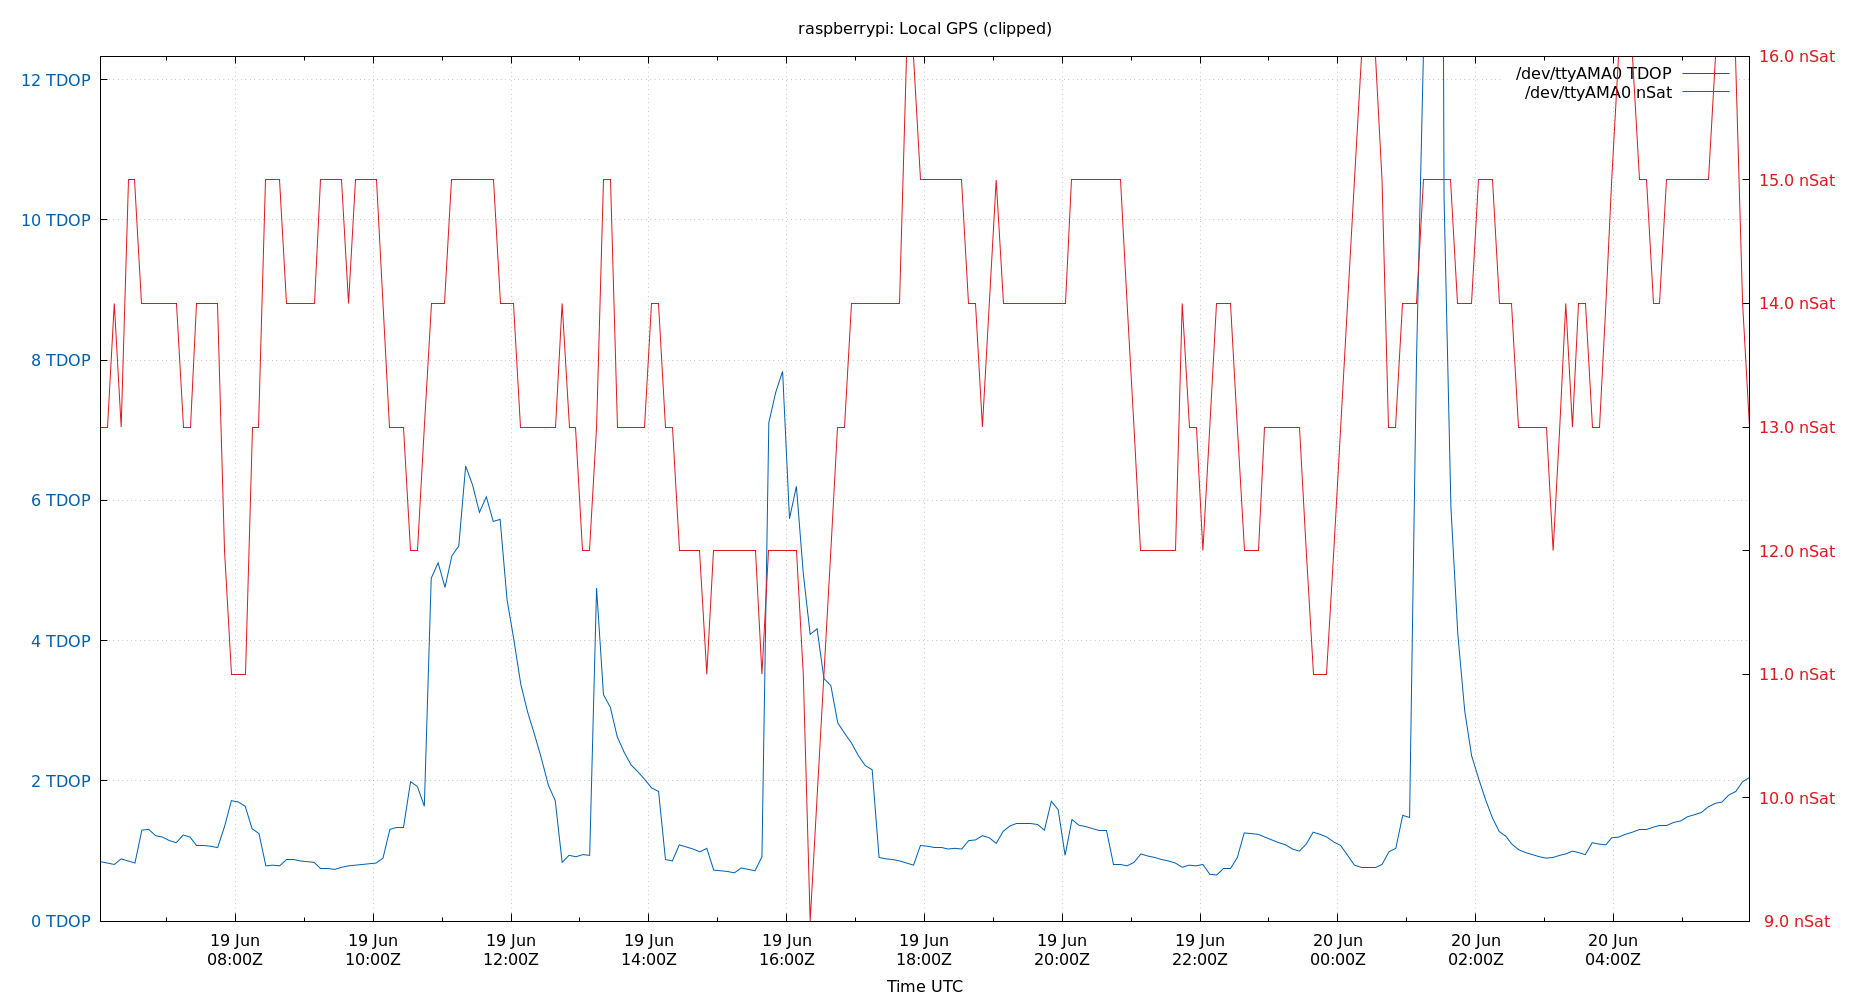 raspberrypi: Local GPS (clipped)
12 TDOP
10 TDOP
8 TDOP
6 TDOP
4 TDOP
2 TDOP
0 TDOP
/dev/ttyAMA0 TDOP
/dev/ttyAMA0 nSat
16.0 nSat
15.0 nSat
14.0 nSat
13.0 nSat
12.0 nSat
11.0 nSat
10.0 nSat
9.0 nSat
19 Jun
08:00Z
19 Jun
10:00Z
19 Jun
12:00Z
19 Jun
14:00Z
19 Jun
16:00Z
19 Jun
18:00Z
19 Jun
20:00Z
19 Jun
22:00Z
20 Jun
00:00Z
20 Jun
02:00Z
20 Jun
04:00Z
Time UTC